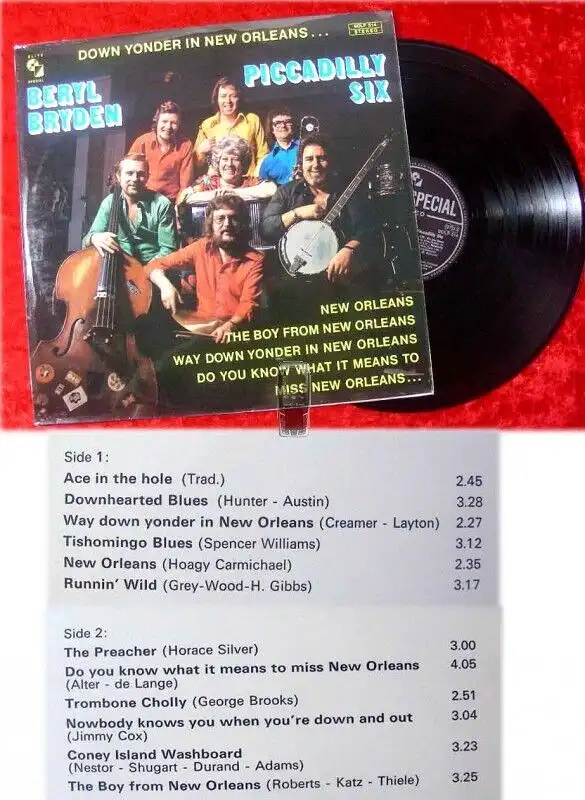 DOWN YONDER IN NEW ORLEANS...
SOLP 514
STEREO
ELITE
SPECIAL
BERYL
BRYDEN
PICCADILLY
SIX
SPECIAL
NEW ORLEANS
THE BOY FROM NEW ORLEANS
WAY DOWN YONDER IN NEW ORLEANS
DO YOU KNOW WHAT IT MEANS TO
MISS NEW ORLEANS...
Side 1:
Ace in the hole (Trad.) 2.45
Downhearted Blues (Hunter - Austin) 3.28
Way down yonder in New Orleans (Creamer - Layton) 2.27
Tishomingo Blues (Spencer Williams) 3.12
New Orleans (Hoagy Carmichael) 2.35
Runnin' Wild (Grey-Wood-H. Gibbs) 3.17
Side 2:
The Preacher (Horace Silver) 3.00
Do you know what it means to miss New Orleans 4.05
(Alter - de Lange)
Trombone Cholly (George Brooks) 2.51
Nowbody knows you when you're down and out 3.04
(Jimmy Cox)
Coney Island Washboard 3.23
(Nestor - Shugart - Durand - Adams)
The Boy from New Orleans (Roberts - Katz - Thiele) 3.25